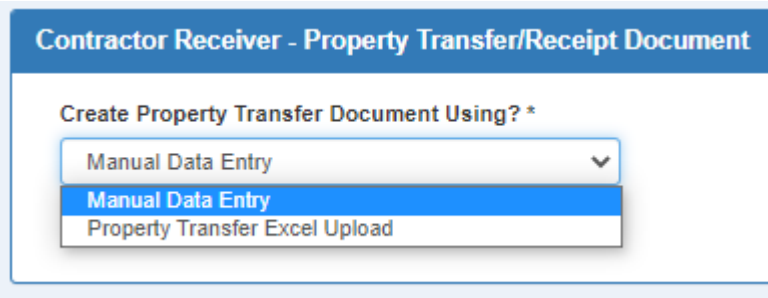 Contractor Receiver - Property Transfer/Receipt Document
Create Property Transfer Document Using? *
Manual Data Entry
Manual Data Entry
Property Transfer Excel Upload